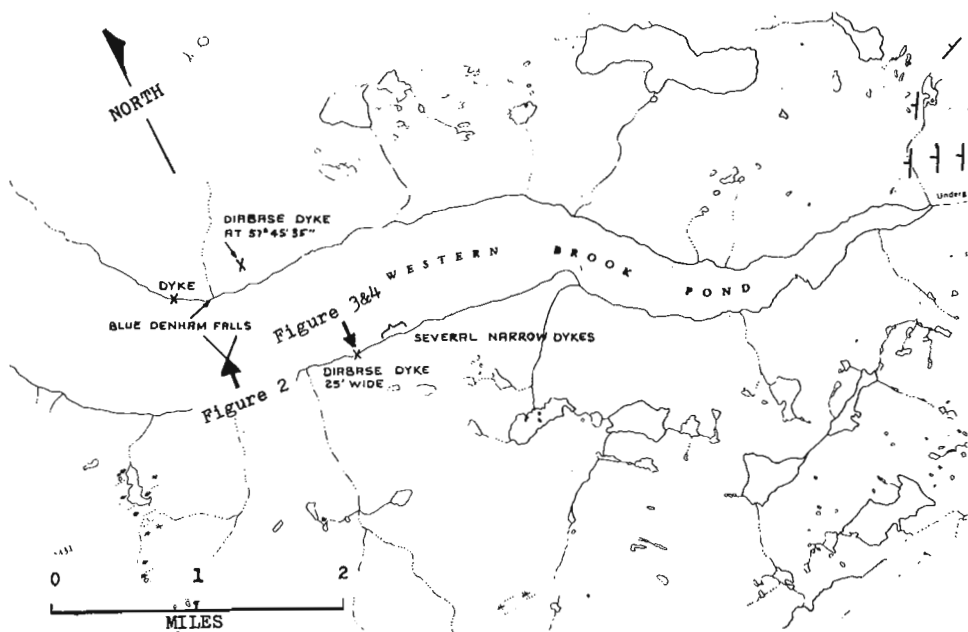 NORTH
DIABASE DYKE
AT 57° 45' 35"
WESTERN BROOK POND
Underg
DYKE
BLUE DENHAM FALLS
Figure 3&4
SEVERAL NARROW DYKES
DIABASE DYKE
25' WIDE
Figure 2
0 1 2
MILES